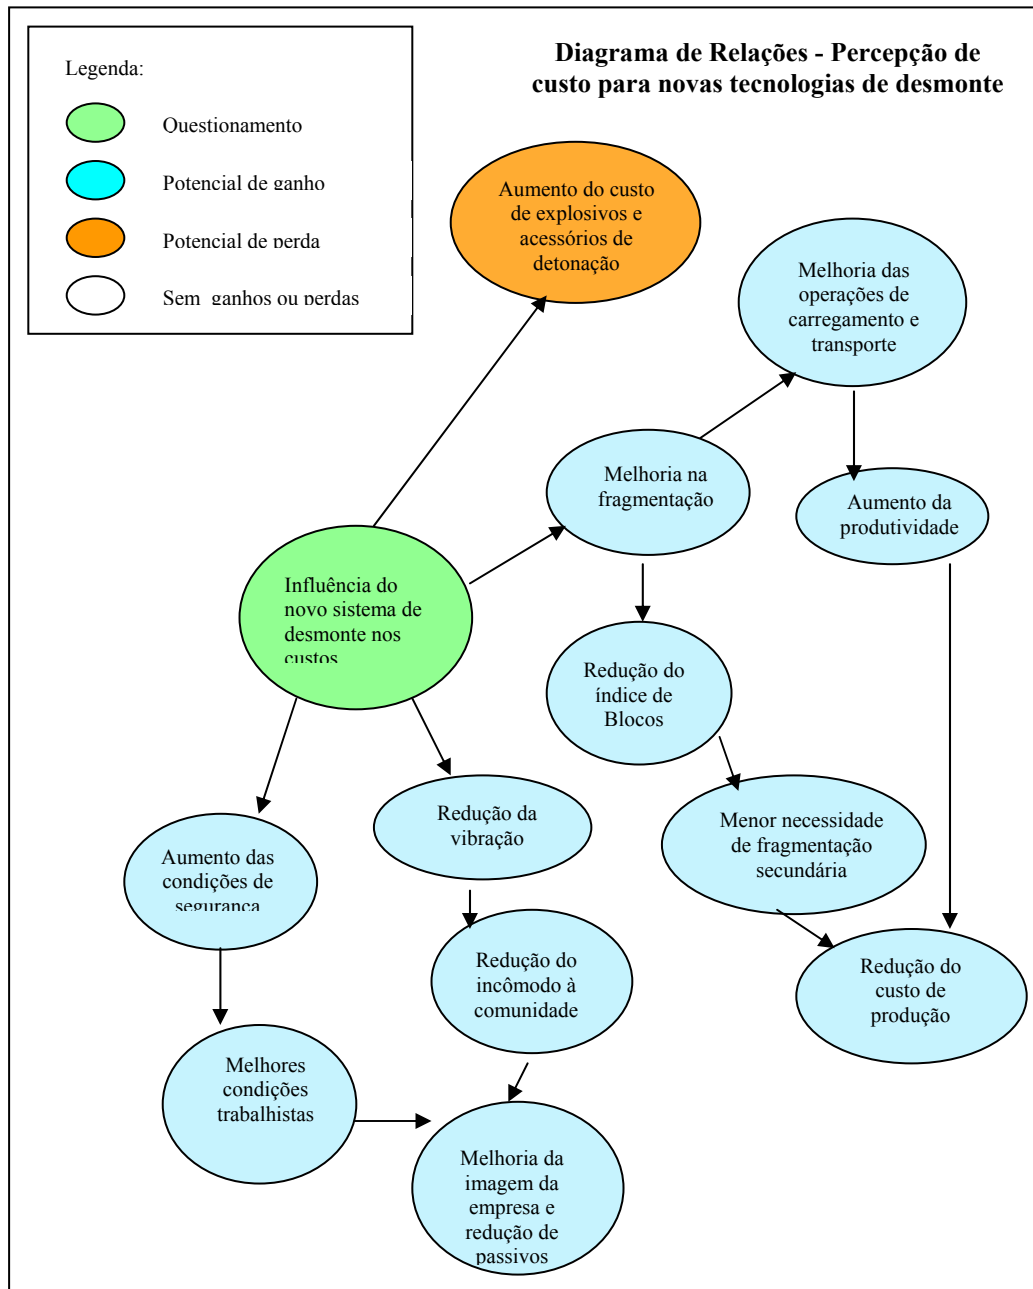 Diagrama de Relações - Percepção de
custo para novas tecnologias de desmonte
Legenda:
Questionamento
Potencial de ganho
Potencial de perda
Sem ganhos ou perdas
Aumento do custo
de explosivos e
acessórios de
detonação
Melhoria das
operações de
carregamento e
transporte
Melhoria na
fragmentação
Aumento da
produtividade
Influência do
novo sistema de
desmonte nos
custos
Redução do
índice de
Blocos
Redução da
vibração
Menor necessidade
de fragmentação
secundária
Aumento das
condições de
segurança
Redução do
incômodo à
comunidade
Redução do
custo de
produção
Melhores
condições
trabalhistas
Melhoria da
imagem da
empresa e
redução de
passivos